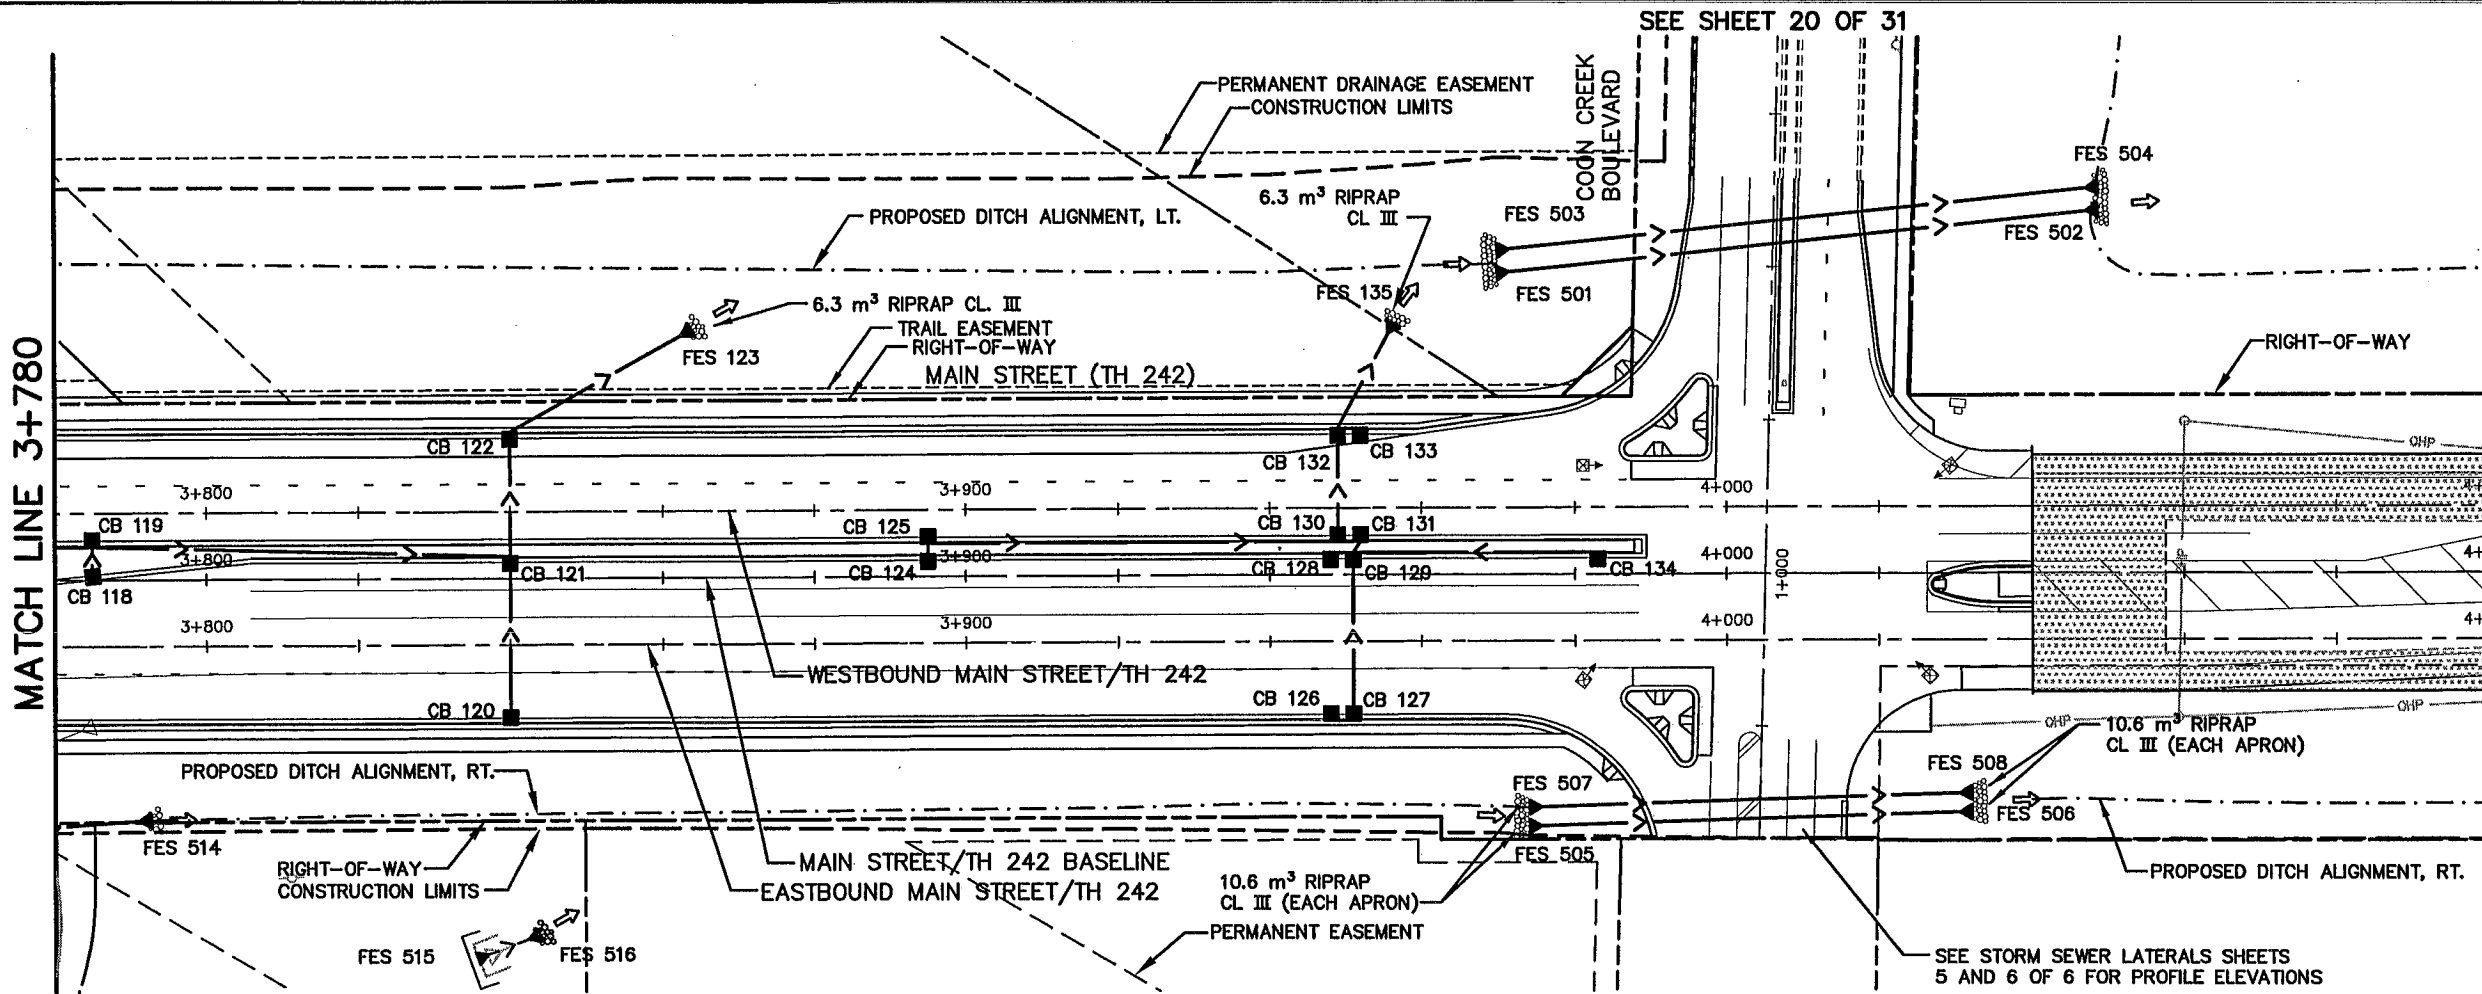 SEE SHEET 20 OF 31
MATCH LINE 3+780
PERMANENT DRAINAGE EASEMENT
CONSTRUCTION LIMITS
COON CREEK
BOULEVARD
FES 504
6.3 m³ RIPRAP
CL III
FES 503
PROPOSED DITCH ALIGNMENT, LT.
FES 502
FES 135
FES 501
6.3 m³ RIPRAP CL. III
TRAIL EASEMENT
RIGHT-OF-WAY
FES 123
MAIN STREET (TH 242)
RIGHT-OF-WAY
CB 122
CB 132
CB 133
OHP
3+800
3+900
4+000
CB 119
CB 125
CB 130
CB 131
3+800
3+900
4+000
CB 118
CB 121
CB 124
CB 128
CB 129
CB 134
1+000
3+800
3+900
4+000
WESTBOUND MAIN STREET/TH 242
CB 120
CB 126
CB 127
OHP
OHP
10.6 m³ RIPRAP
CL III (EACH APRON)
PROPOSED DITCH ALIGNMENT, RT.
FES 507
FES 508
FES 506
FES 514
FES 505
RIGHT-OF-WAY
CONSTRUCTION LIMITS
MAIN STREET/TH 242 BASELINE
EASTBOUND MAIN STREET/TH 242
10.6 m³ RIPRAP
CL III (EACH APRON)
PROPOSED DITCH ALIGNMENT, RT.
PERMANENT EASEMENT
FES 515
FES 516
SEE STORM SEWER LATERALS SHEETS
5 AND 6 OF 6 FOR PROFILE ELEVATIONS